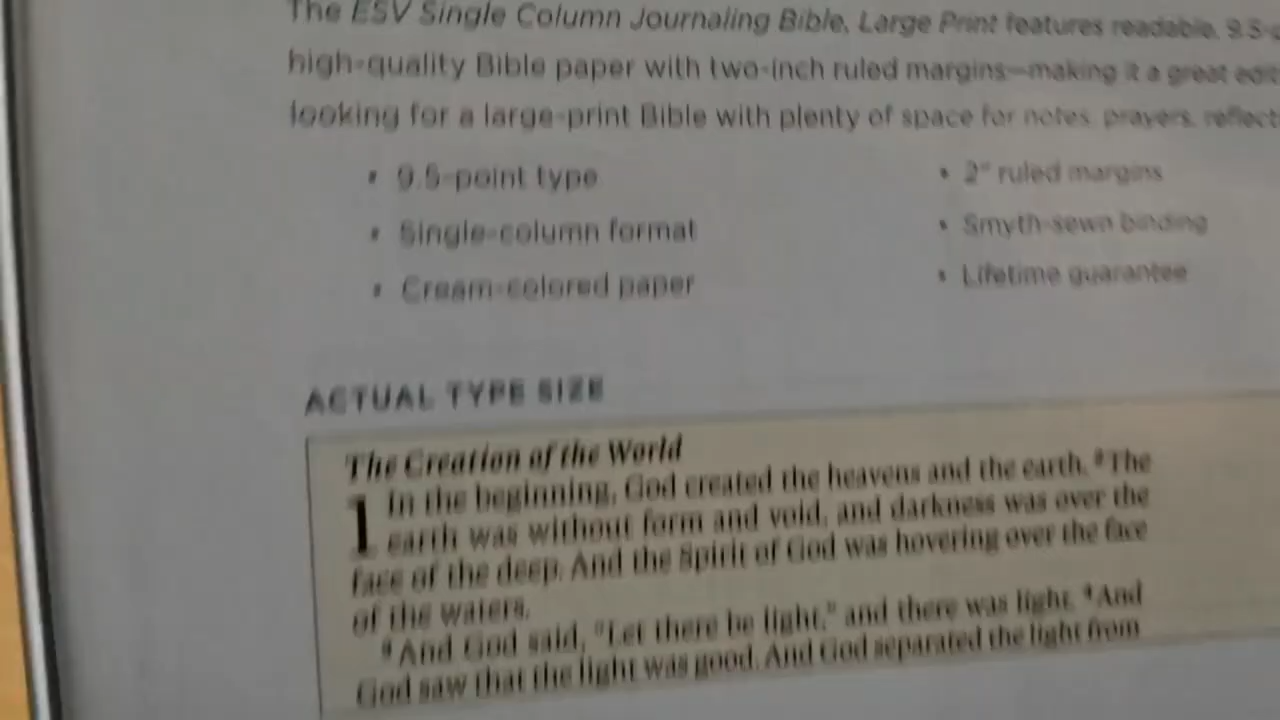 The ESV Single Column Journaling Bible, Large Print features readable, 9.5-
high-quality Bible paper with two-inch ruled margins—making it a great
looking for a large-print Bible with plenty of space for notes, prayers,
• 9.5-point type
• 2" ruled margins
• Single-column format
• Smyth-sewn binding
• Cream-colored paper
• Lifetime guarantee
ACTUAL TYPE SIZE
The Creation of the World
1 In the beginning, God created the heavens and the earth. ²The
earth was without form and void, and darkness was over the
face of the deep. And the Spirit of God was hovering over the face
of the waters.
³And God said, "Let there be light," and there was light. ⁴And
God saw that the light was good. And God separated the light from